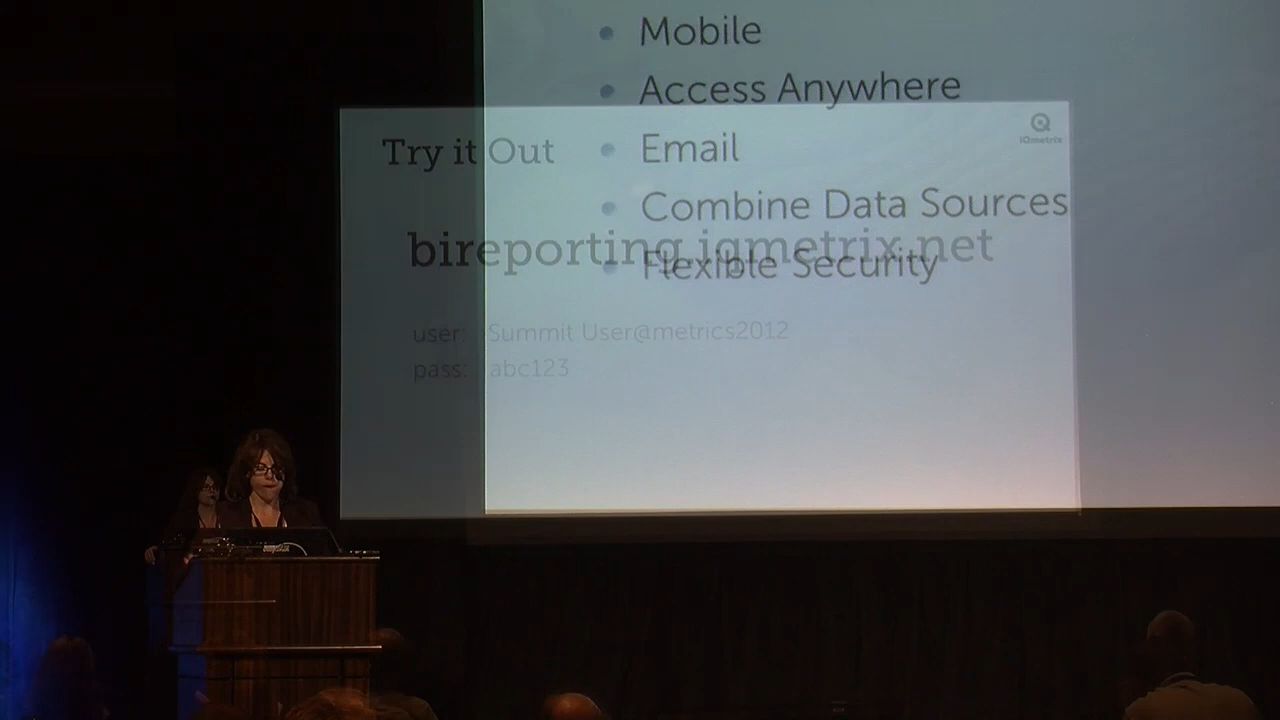 Mobile
Access Anywhere
Email
Combine Data Sources
Flexible Security
iQmetrix
Try it Out
bireporting.iqmetrix.net
user: Summit User@metrics2012
pass: abc123